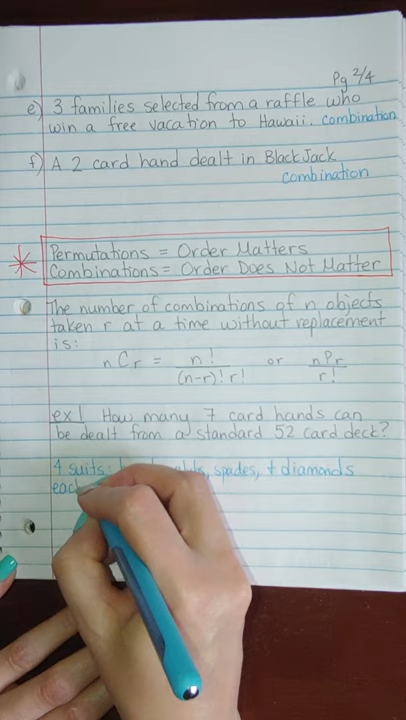 Pg 2/4
e) 3 families selected from a raffle who
win a free vacation to Hawaii. combination
f) A 2 card hand dealt in BlackJack
combination
Permutations = Order Matters
Combinations = Order Does Not Matter
The number of combinations of n objects
taken r at a time without replacement
is:
nCr = n! / (n-r)! r! or nPr / r!
ex] How many 7 card hands can
be dealt from a standard 52 card deck?
4 suits: spades, + diamonds